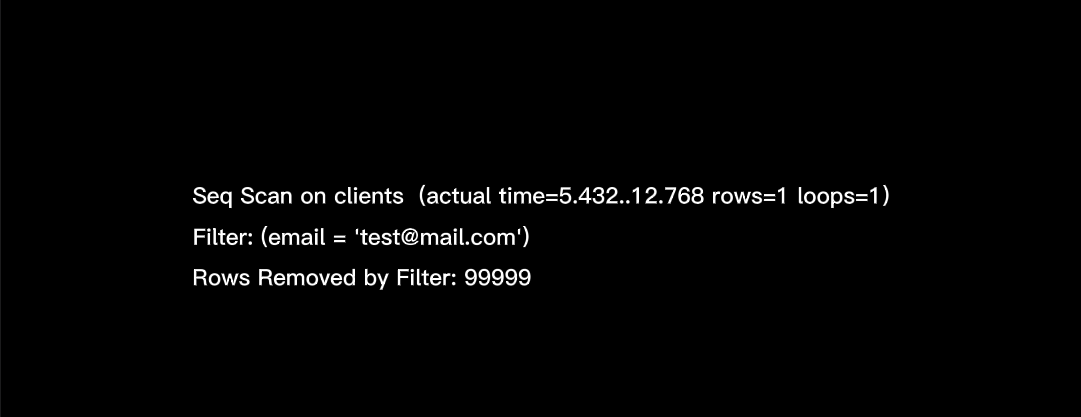 Seq Scan on clients  (actual time=5.432..12.768 rows=1 loops=1)
Filter: (email = 'test@mail.com')
Rows Removed by Filter: 99999